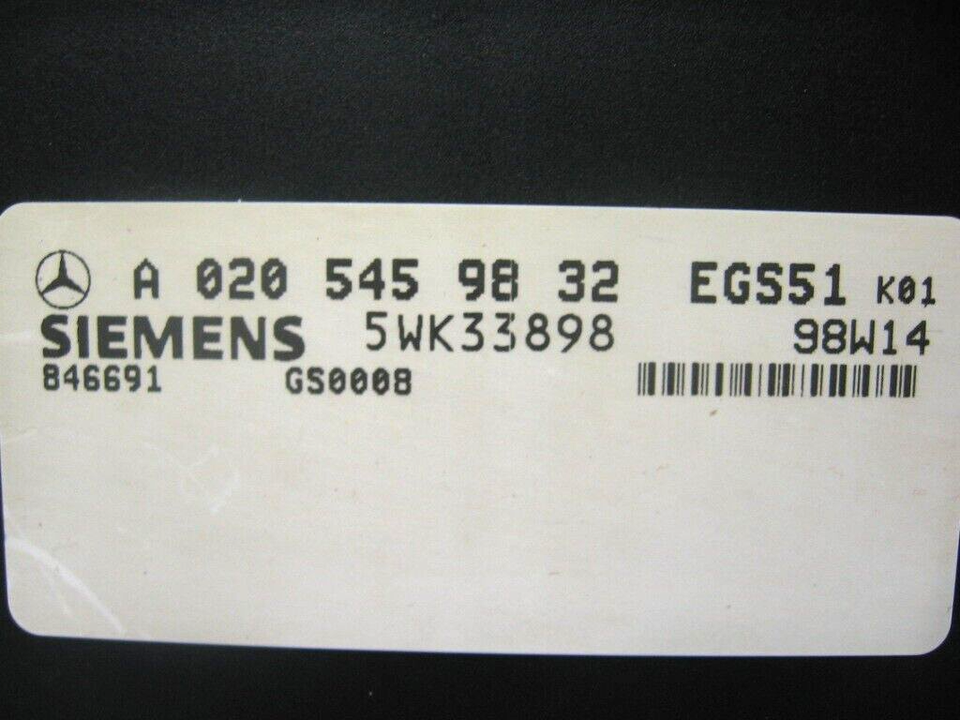 A 020 545 98 32 EGS51 K01
SIEMENS 5WK33898 98W14
846691 GS0008